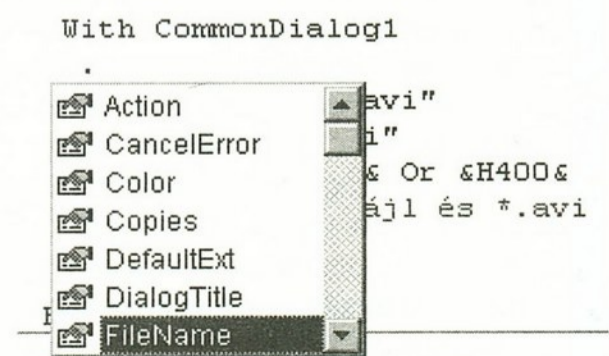 With CommonDialog1
.
Action
CancelError
Color
Copies
DefaultExt
DialogTitle
FileName
avi"
i"
& Or &H400&
ájl és *.avi